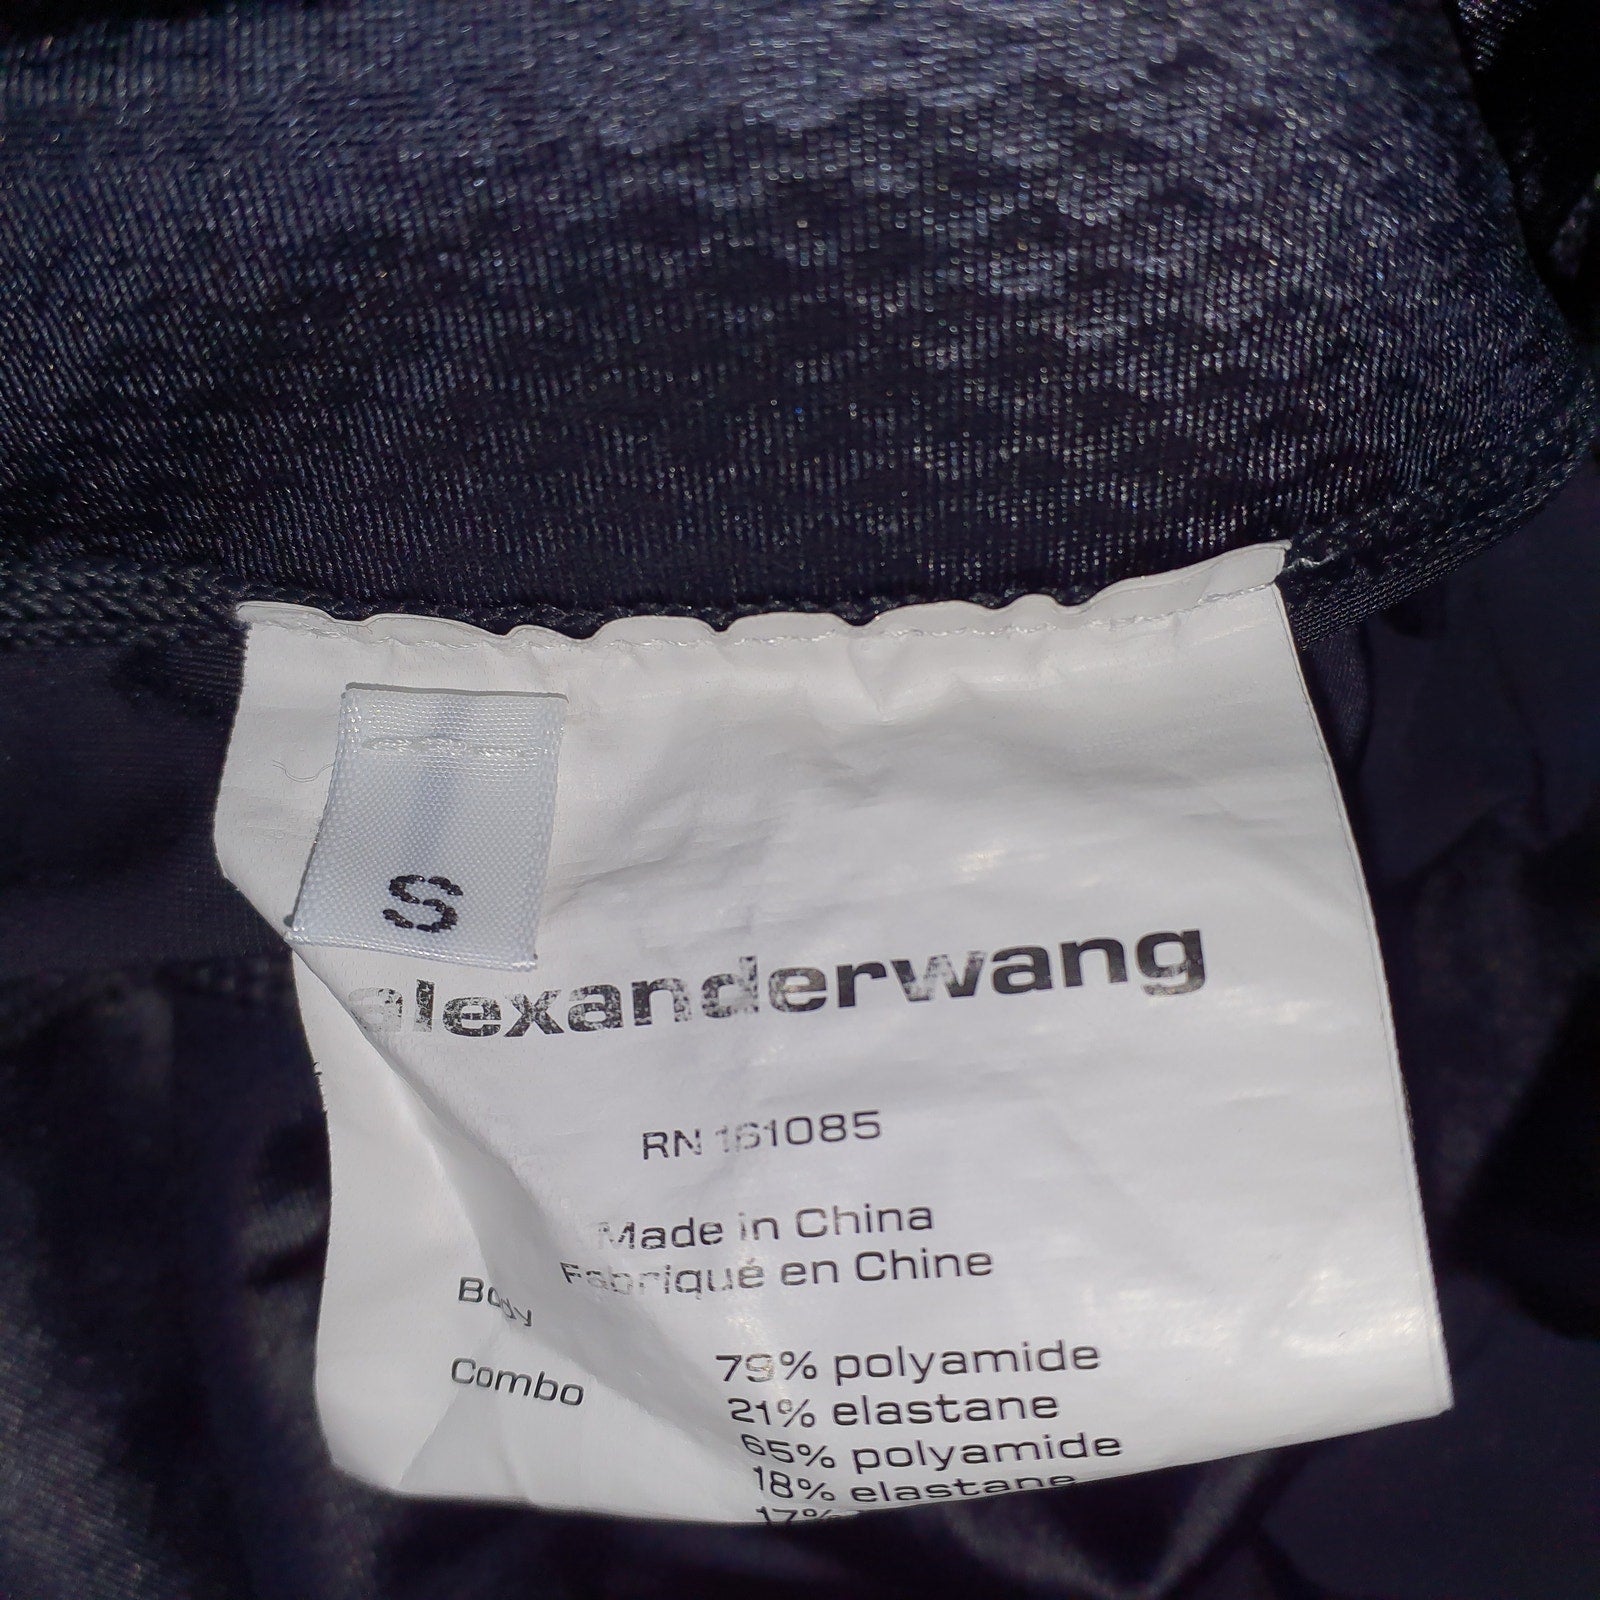 S
alexanderwang
RN 161085
Made in China
Fabriqué en Chine
Body
79% polyamide
21% elastane
Combo
65% polyamide
18% elastane
17%